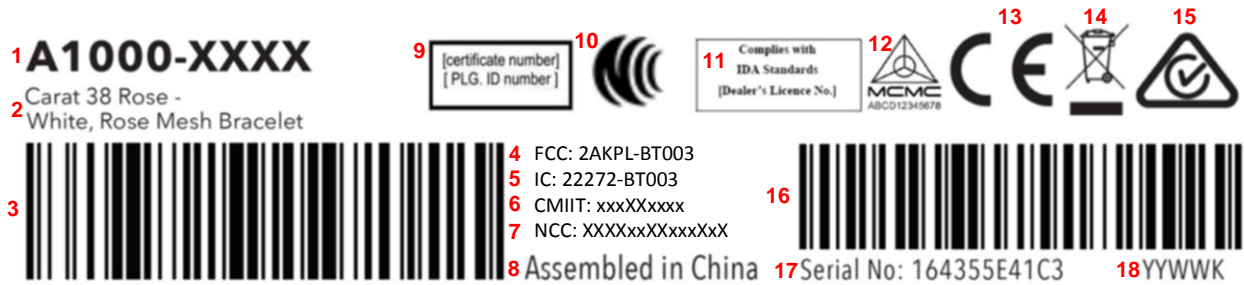 1 A1000-XXXX
2 Carat 38 Rose -
White, Rose Mesh Bracelet
3
4 FCC: 2AKPL-BT003
5 IC: 22272-BT003
6 CMIIT: xxxXXxxxx
7 NCC: XXXXxxXXxxxXxX
8 Assembled in China
9 [certificate number]
[ PLG. ID number ]
10
11 Complies with
IDA Standards
[Dealer's Licence No.]
12 MCMC
ABCD12345678
13 CE
14
15
16
17 Serial No: 164355E41C3
18 YYWWK